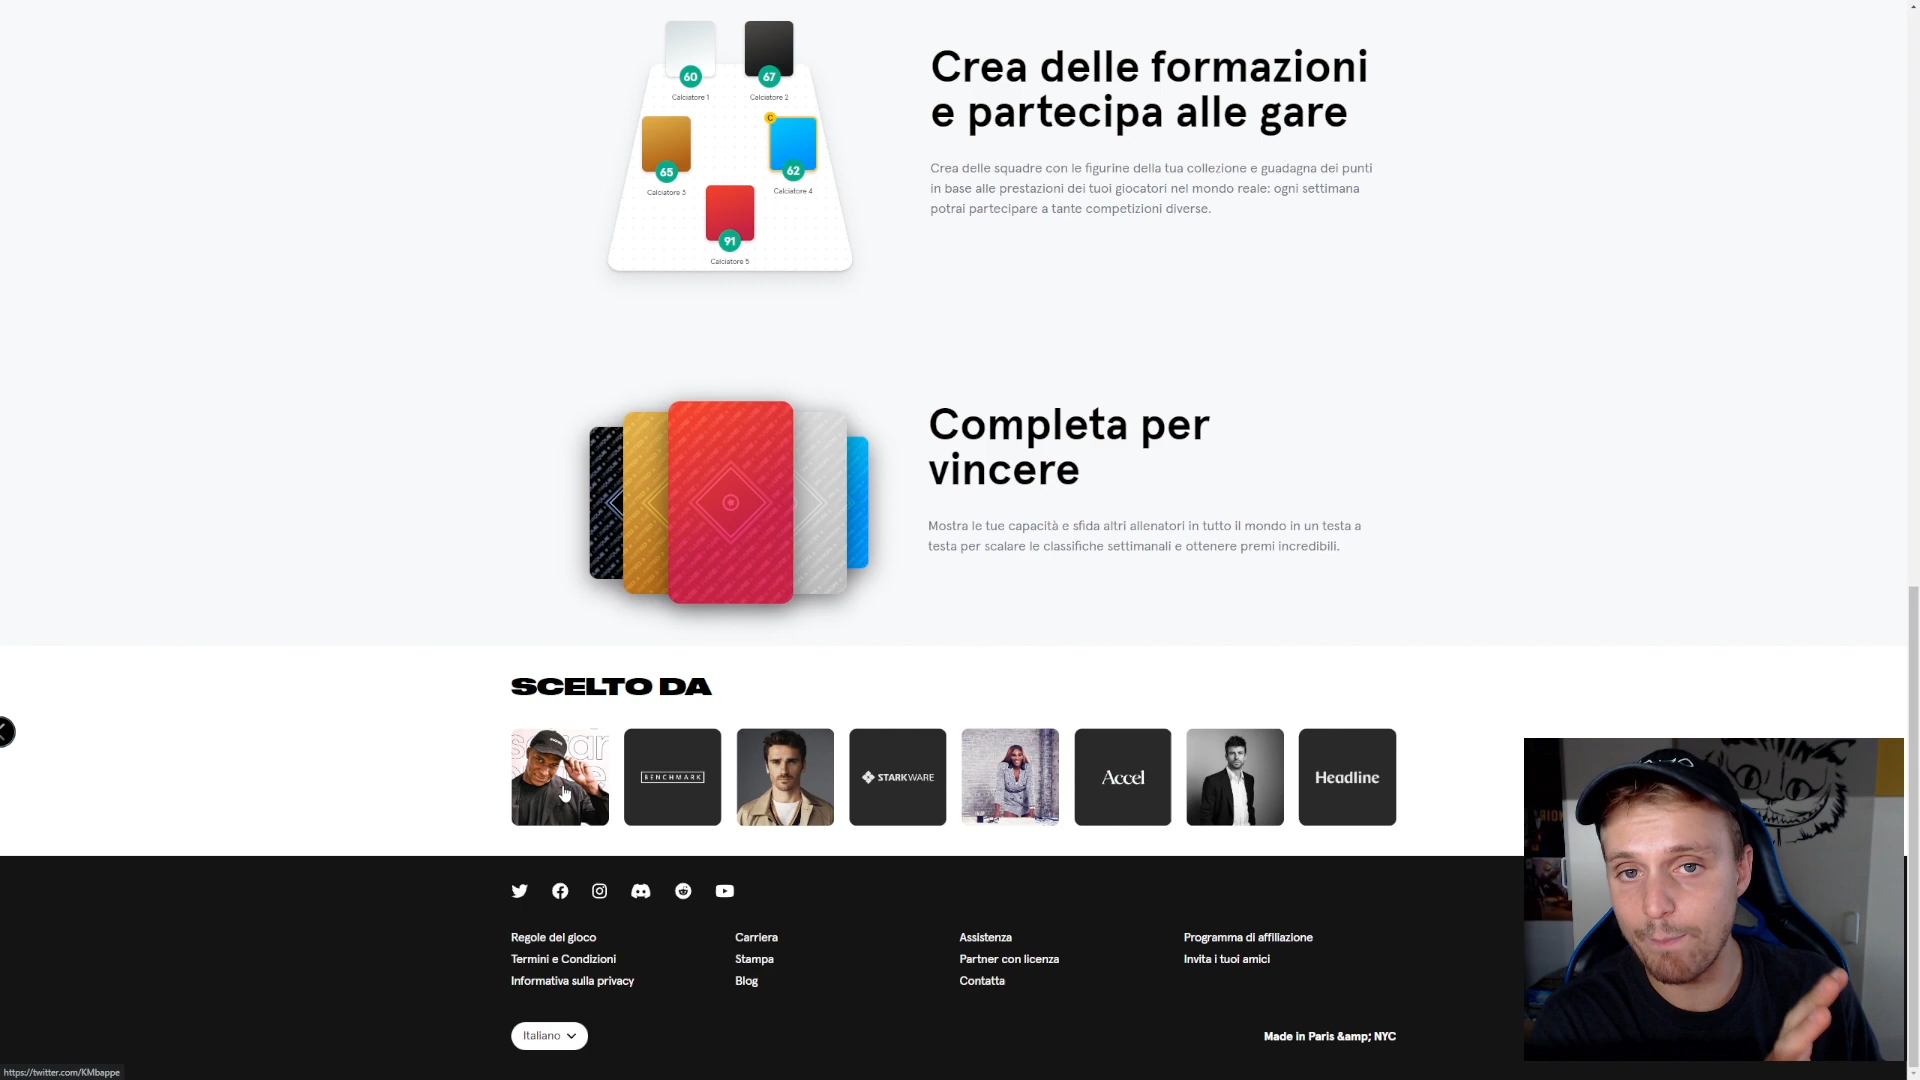 60
67
Calciatore 1
Calciatore 2
C
65
62
Calciatore 3
Calciatore 4
91
Calciatore 5
Crea delle formazioni
e partecipa alle gare
Crea delle squadre con le figurine della tua collezione e guadagna dei punti
in base alle prestazioni dei tuoi giocatori nel mondo reale: ogni settimana
potrai partecipare a tante competizioni diverse.
Completa per
vincere
Mostra le tue capacità e sfida altri allenatori in tutto il mondo in un testa a
testa per scalare le classifiche settimanali e ottenere premi incredibili.
SCELTO DA
BENCHMARK
STARKWARE
Accel
Headline
Regole del gioco
Carriera
Assistenza
Programma di affiliazione
Termini e Condizioni
Stampa
Partner con licenza
Invita i tuoi amici
Informativa sulla privacy
Blog
Contatta
Italiano
Made in Paris &amp; NYC
https://twitter.com/KMbappe